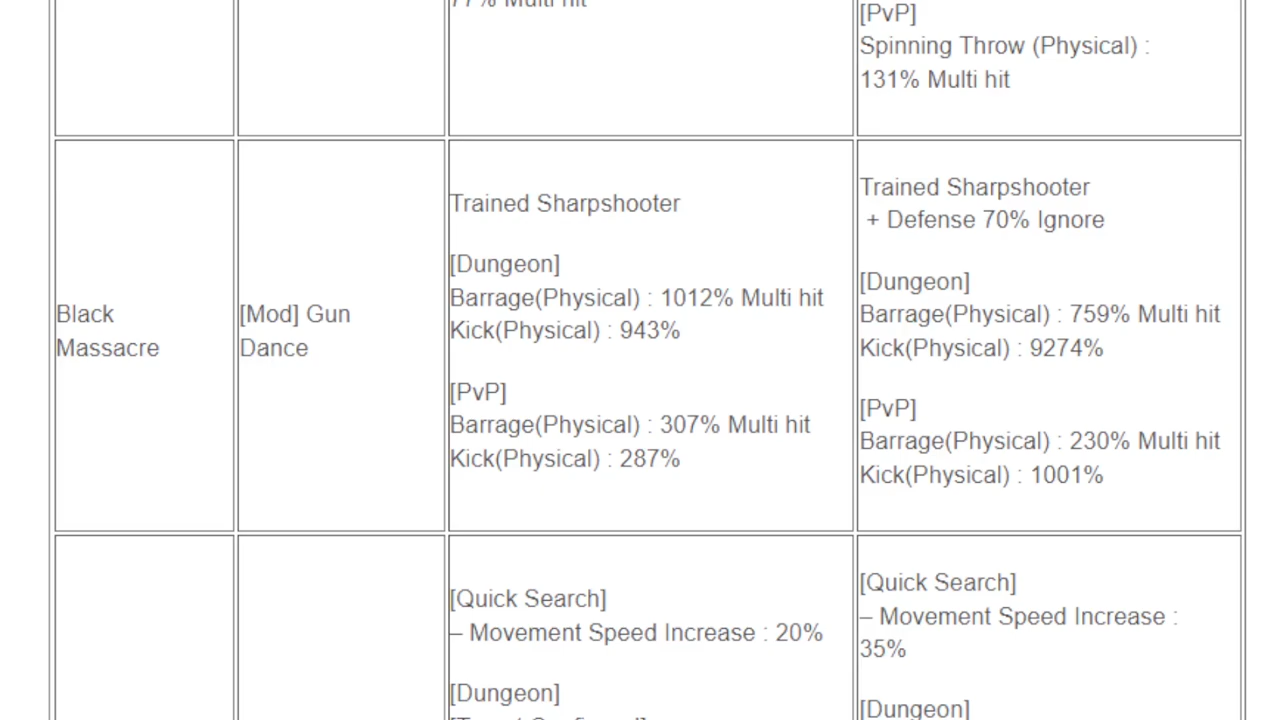 77% Multi hit
[PvP]
Spinning Throw (Physical) :
131% Multi hit
Black
Massacre
[Mod] Gun
Dance
Trained Sharpshooter
[Dungeon]
Barrage(Physical) : 1012% Multi hit
Kick(Physical) : 943%
[PvP]
Barrage(Physical) : 307% Multi hit
Kick(Physical) : 287%
Trained Sharpshooter
+ Defense 70% Ignore
[Dungeon]
Barrage(Physical) : 759% Multi hit
Kick(Physical) : 9274%
[PvP]
Barrage(Physical) : 230% Multi hit
Kick(Physical) : 1001%
[Quick Search]
– Movement Speed Increase : 20%
[Dungeon]
[Quick Search]
– Movement Speed Increase :
35%
[Dungeon]